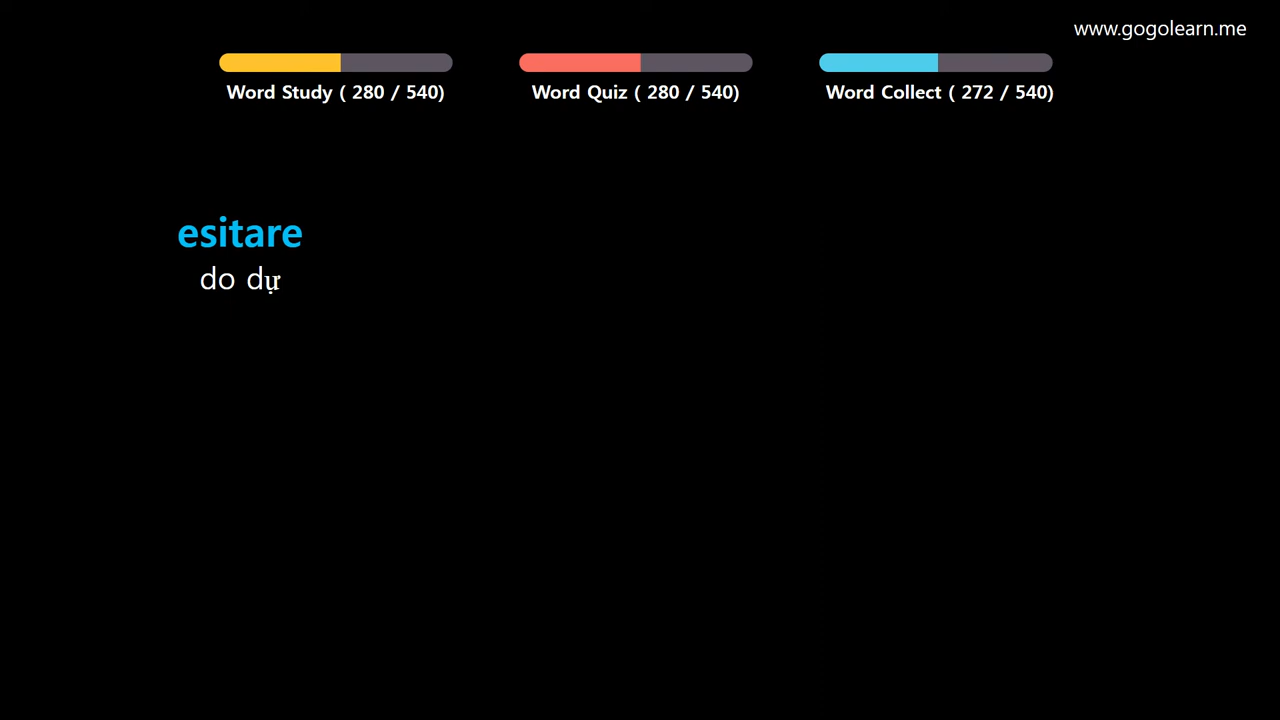 www.gogolearn.me
Word Study ( 280 / 540)
Word Quiz ( 280 / 540)
Word Collect ( 272 / 540)
esitare
do dự